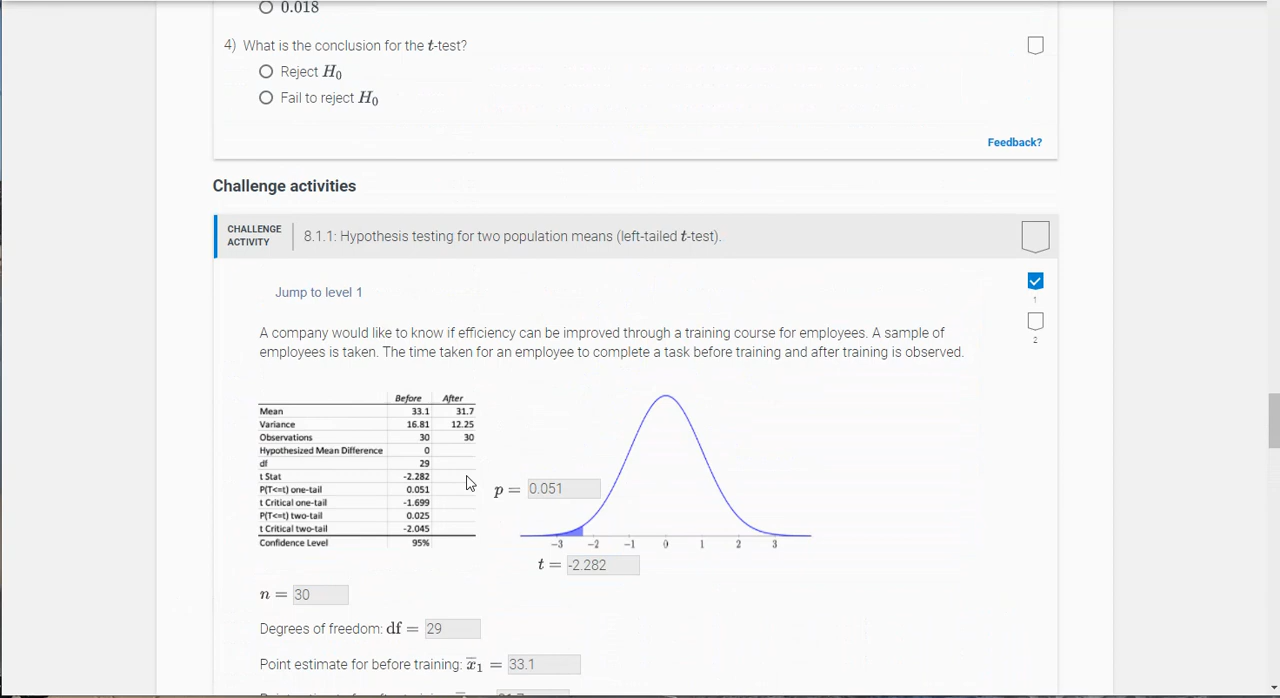 0.018
4) What is the conclusion for the t-test?
Reject H0
Fail to reject H0
Feedback?
Challenge activities
CHALLENGE ACTIVITY
8.1.1: Hypothesis testing for two population means (left-tailed t-test).
Jump to level 1
1
2
A company would like to know if efficiency can be improved through a training course for employees. A sample of
employees is taken. The time taken for an employee to complete a task before training and after training is observed.
Before After
Mean 33.1 31.7
Variance 16.81 12.25
Observations 30 30
Hypothesized Mean Difference 0
df 29
t Stat -2.282
P(T<=t) one-tail 0.051
t Critical one-tail -1.699
P(T<=t) two-tail 0.025
t Critical two-tail -2.045
Confidence Level 95%
p = 0.051
−3 −2 −1 0 1 2 3
t = -2.282
n = 30
Degrees of freedom: df = 29
Point estimate for before training: x̅1 = 33.1